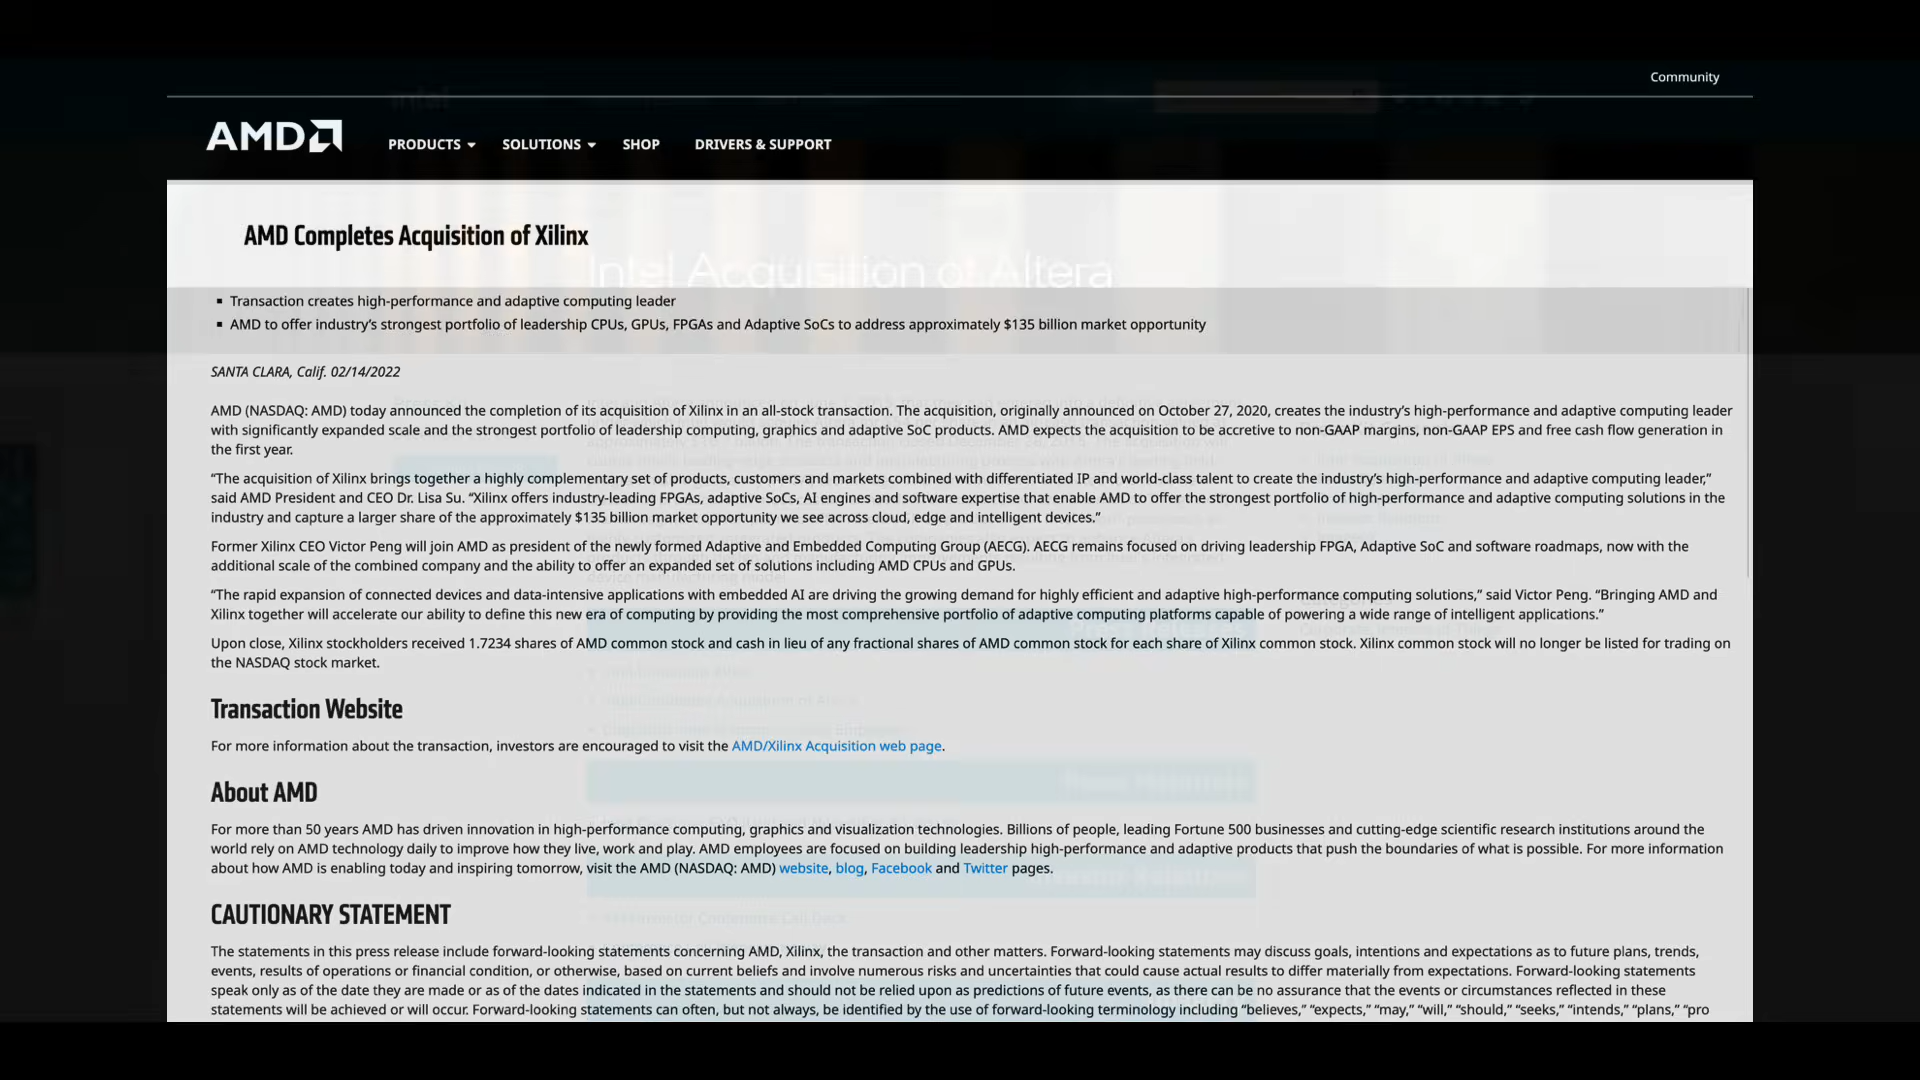 Community
AMD
PRODUCTS
SOLUTIONS
SHOP
DRIVERS & SUPPORT
AMD Completes Acquisition of Xilinx
Intel Acquisition of Altera
▪ Transaction creates high-performance and adaptive computing leader
▪ AMD to offer industry’s strongest portfolio of leadership CPUs, GPUs, FPGAs and Adaptive SoCs to address approximately $135 billion market opportunity
SANTA CLARA, Calif. 02/14/2022
AMD (NASDAQ: AMD) today announced the completion of its acquisition of Xilinx in an all-stock transaction. The acquisition, originally announced on October 27, 2020, creates the industry’s high-performance and adaptive computing leader
with significantly expanded scale and the strongest portfolio of leadership computing, graphics and adaptive SoC products. AMD expects the acquisition to be accretive to non-GAAP margins, non-GAAP EPS and free cash flow generation in
the first year.
“The acquisition of Xilinx brings together a highly complementary set of products, customers and markets combined with differentiated IP and world-class talent to create the industry’s high-performance and adaptive computing leader,”
said AMD President and CEO Dr. Lisa Su. “Xilinx offers industry-leading FPGAs, adaptive SoCs, AI engines and software expertise that enable AMD to offer the strongest portfolio of high-performance and adaptive computing solutions in the
industry and capture a larger share of the approximately $135 billion market opportunity we see across cloud, edge and intelligent devices.”
Former Xilinx CEO Victor Peng will join AMD as president of the newly formed Adaptive and Embedded Computing Group (AECG). AECG remains focused on driving leadership FPGA, Adaptive SoC and software roadmaps, now with the
additional scale of the combined company and the ability to offer an expanded set of solutions including AMD CPUs and GPUs.
“The rapid expansion of connected devices and data-intensive applications with embedded AI are driving the growing demand for highly efficient and adaptive high-performance computing solutions,” said Victor Peng. “Bringing AMD and
Xilinx together will accelerate our ability to define this new era of computing by providing the most comprehensive portfolio of adaptive computing platforms capable of powering a wide range of intelligent applications.”
Upon close, Xilinx stockholders received 1.7234 shares of AMD common stock and cash in lieu of any fractional shares of AMD common stock for each share of Xilinx common stock. Xilinx common stock will no longer be listed for trading on
the NASDAQ stock market.
Transaction Website
For more information about the transaction, investors are encouraged to visit the AMD/Xilinx Acquisition web page.
About AMD
For more than 50 years AMD has driven innovation in high-performance computing, graphics and visualization technologies. Billions of people, leading Fortune 500 businesses and cutting-edge scientific research institutions around the
world rely on AMD technology daily to improve how they live, work and play. AMD employees are focused on building leadership high-performance and adaptive products that push the boundaries of what is possible. For more information
about how AMD is enabling today and inspiring tomorrow, visit the AMD (NASDAQ: AMD) website, blog, Facebook and Twitter pages.
CAUTIONARY STATEMENT
The statements in this press release include forward-looking statements concerning AMD, Xilinx, the transaction and other matters. Forward-looking statements may discuss goals, intentions and expectations as to future plans, trends,
events, results of operations or financial condition, or otherwise, based on current beliefs and involve numerous risks and uncertainties that could cause actual results to differ materially from expectations. Forward-looking statements
speak only as of the date they are made or as of the dates indicated in the statements and should not be relied upon as predictions of future events, as there can be no assurance that the events or circumstances reflected in these
statements will be achieved or will occur. Forward-looking statements can often, but not always, be identified by the use of forward-looking terminology including “believes,” “expects,” “may,” “will,” “should,” “seeks,” “intends,” “plans,” “pro